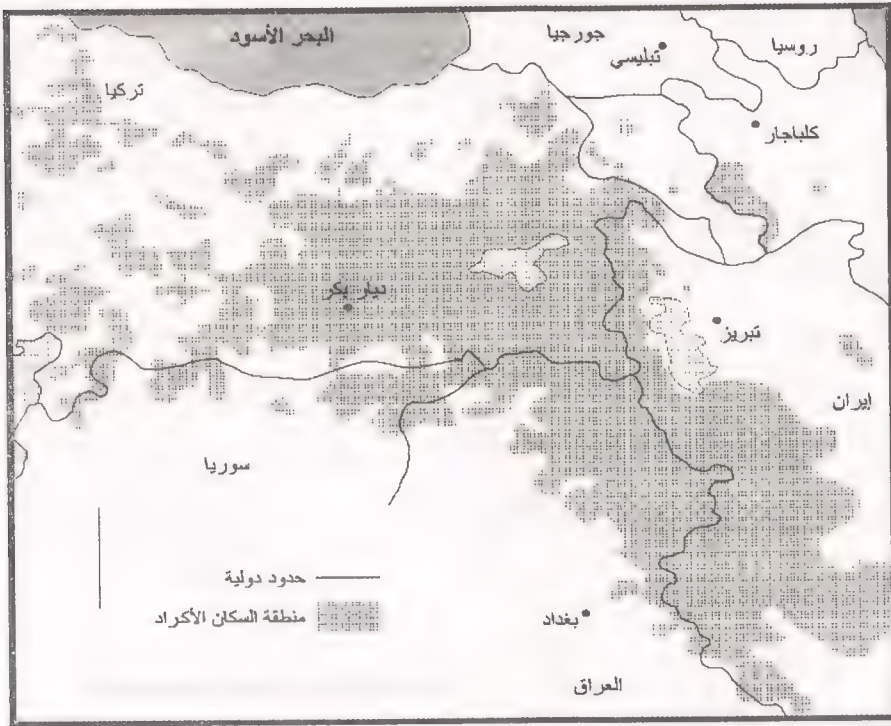 البحر الأسود
جورجيا
روسيا
تبليسي
تركيا
كلباجار
ديار بكر
تبريز
إيران
سوريا
حدود دولية
منطقة السكان الأكراد
بغداد
العراق